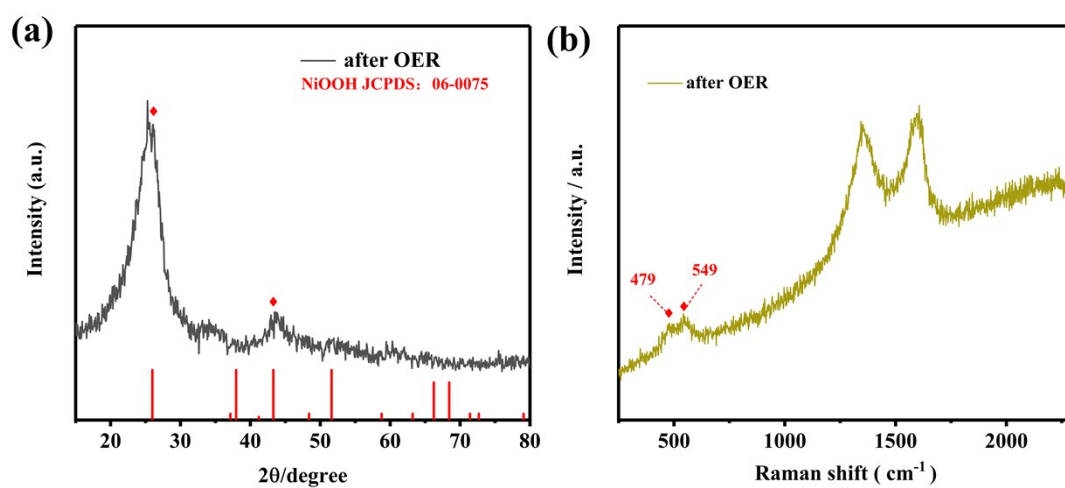 (a)
after OER
NiOOH JCPDS: 06-0075
Intensity (a.u.)
20 30 40 50 60 70 80
2θ/degree
(b)
after OER
479
549
Intensity / a.u.
500 1000 1500 2000
Raman shift ( cm-1 )